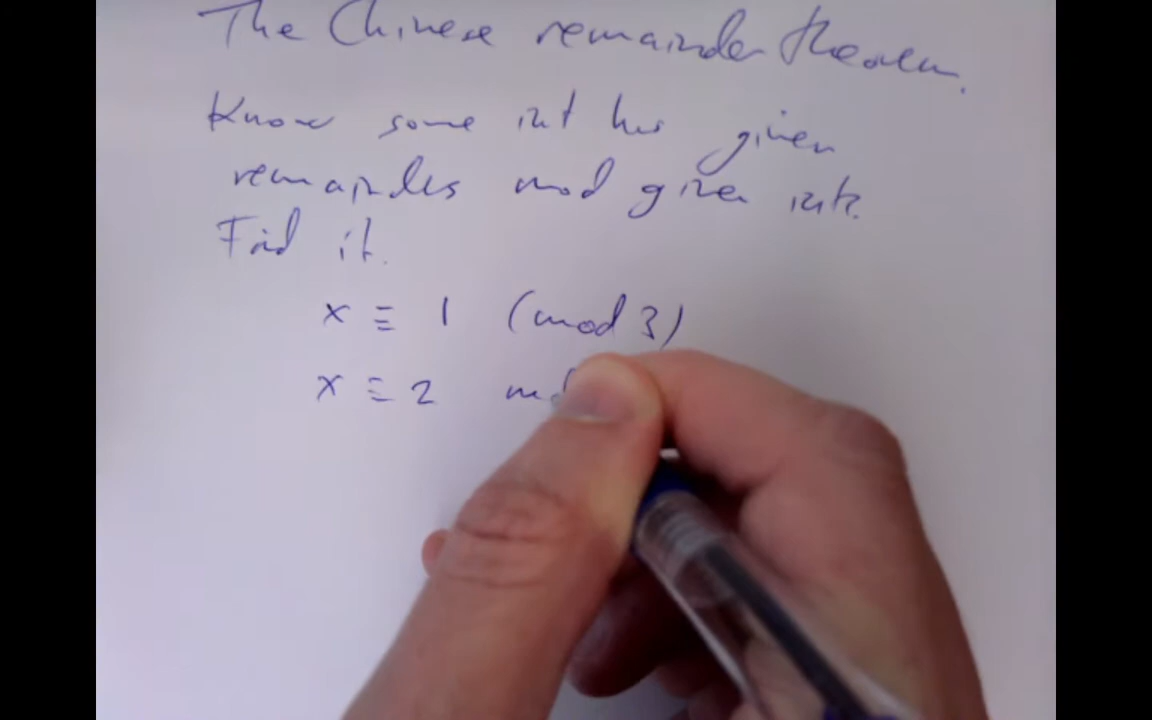 The Chinese remainder theorem.
Know some int has given
remainders mod given ints.
Find it.
x ≡ 1 (mod 3)
x ≡ 2 mod